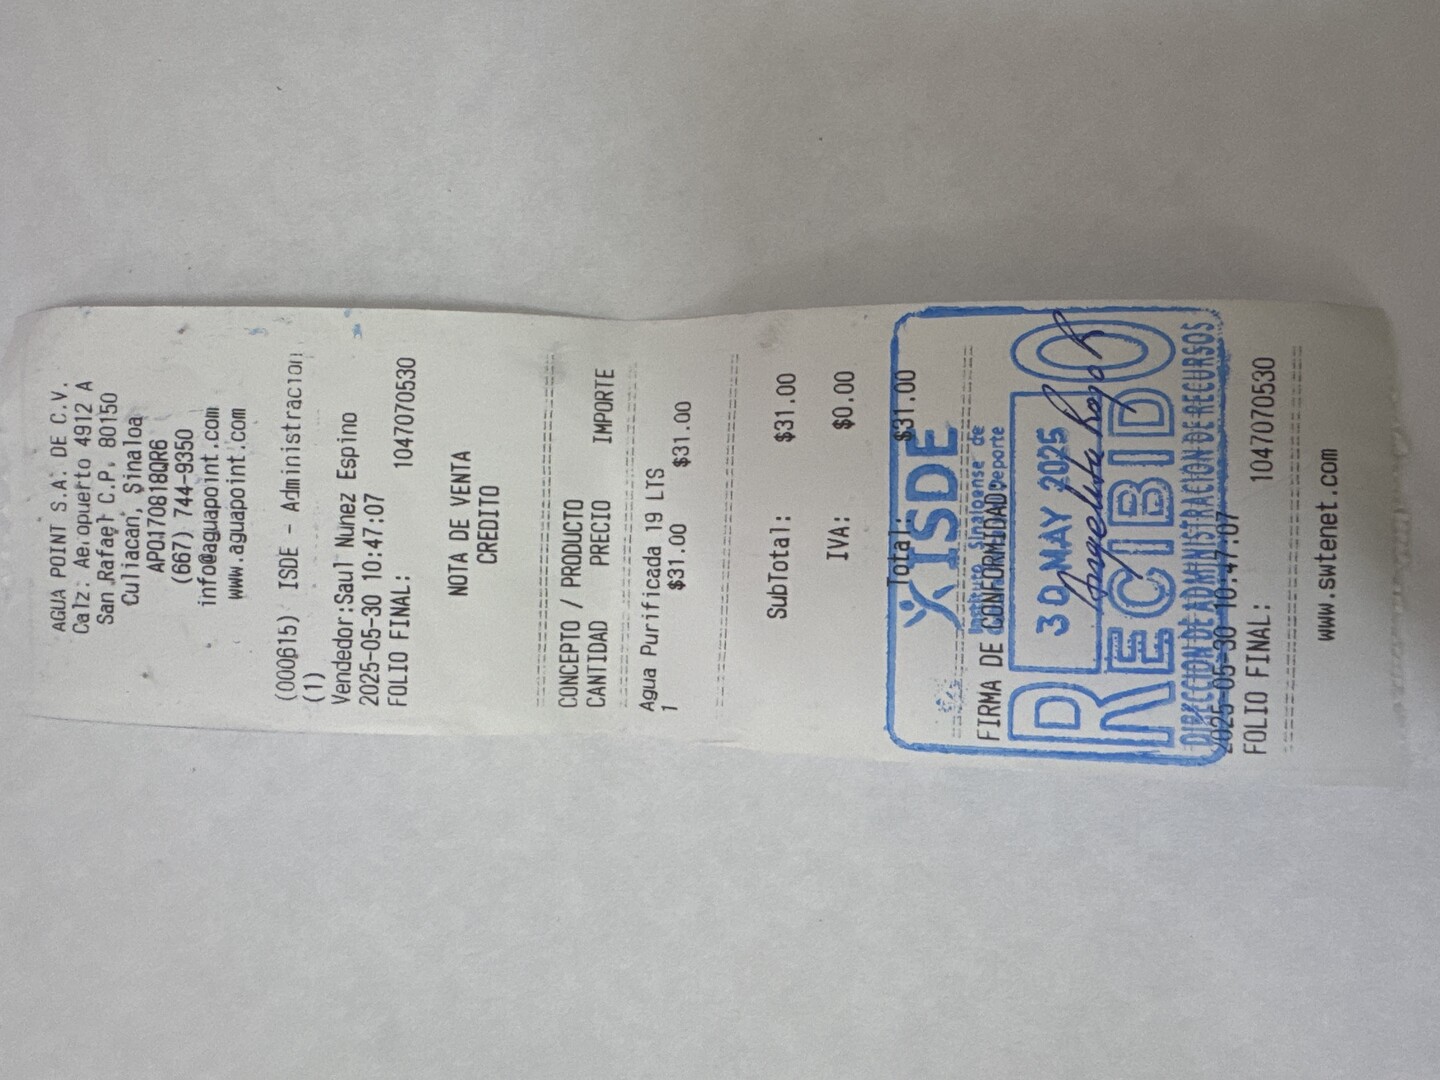 AGUA POINT S.A. DE C.V.
Calz: Aeropuerto 4912 A
San Rafael C.P. 80150
Culiacan, Sinaloa
APO170818QR6
(667) 744-9350
info@aguapoint.com
www.aguapoint.com
(000615) ISDE - Administracion
(1)
Vendedor:Saul Nunez Espino
2025-05-30 10:47:07
FOLIO FINAL: 1047070530
NOTA DE VENTA
CREDITO
CONCEPTO / PRODUCTO
CANTIDAD PRECIO IMPORTE
Agua Purificada 19 LTS
1 $31.00 $31.00
SubTotal: $31.00
IVA: $0.00
Total: $31.00
ISDE
Instituto Sinaloense de
Deporte
FIRMA DE CONFORMIDAD:
30 MAY 2025
RECIBIDO
DIRECCION DE ADMINISTRACION DE RECURSOS
2025-05-30 10:47:07
FOLIO FINAL: 1047070530
www.swtenet.com